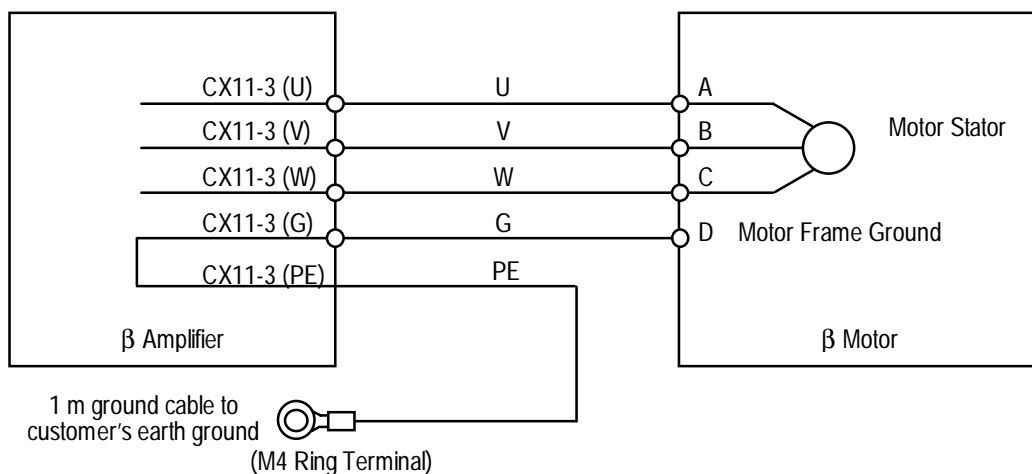 CX11-3 (U) U A
CX11-3 (V) V B Motor Stator
CX11-3 (W) W C
CX11-3 (G) G D Motor Frame Ground
CX11-3 (PE) PE
β Amplifier β Motor
1 m ground cable to
customer's earth ground
(M4 Ring Terminal)